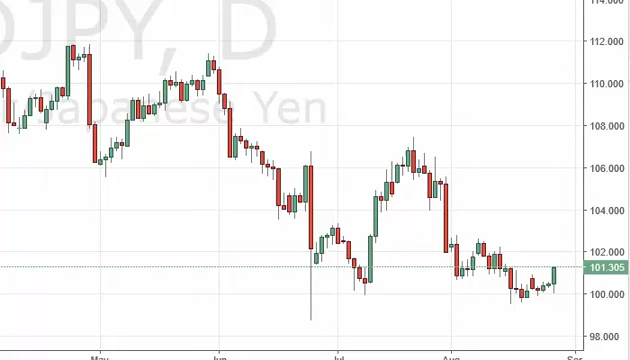 DJPY, D
Japanese Yen
114.000
112.000
110.000
108.000
106.000
104.000
102.000
101.305
100.000
98.000
May
Jun
Jul
Aug
Sep